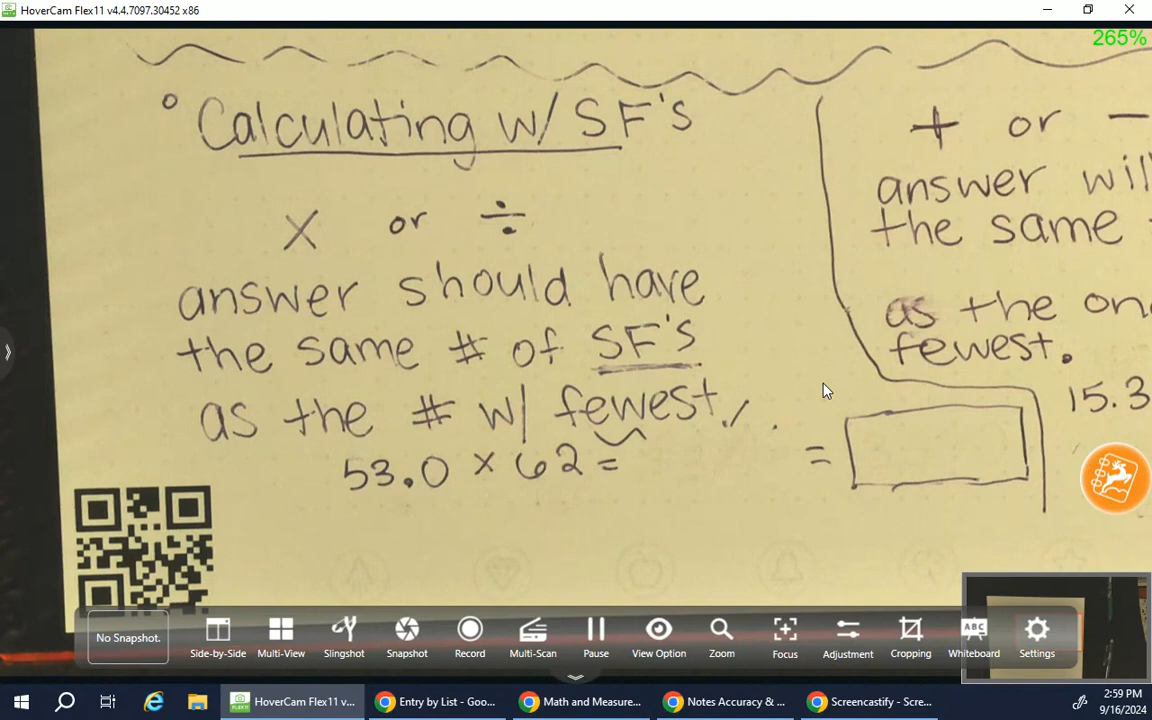 HoverCam Flex11 v4.4.7097.30452 x86
265%
° Calculating w/ SF's
X or ÷
answer should have
the same # of SF's
as the # w/ fewest.
53.0 x 62 =
=
+ or -
answer wil
the same
as the on
fewest.
15.3
No Snapshot.
Side-by-Side
Multi-View
Slingshot
Snapshot
Record
Multi-Scan
Pause
View Option
Zoom
Focus
Adjustment
Cropping
ABC
Whiteboard
Settings
HoverCam Flex11 v...
Entry by List - Goo...
Math and Measure...
Notes Accuracy & ...
Screencastify - Scre...
2:59 PM
9/16/2024